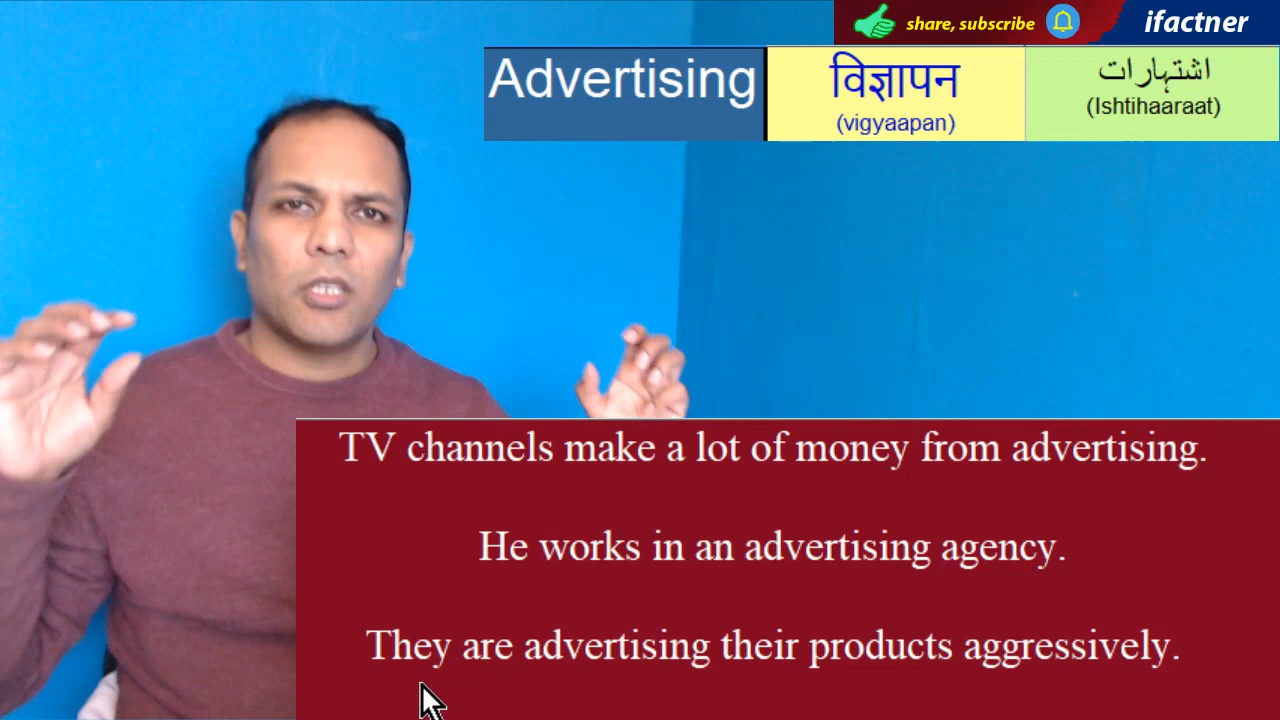 share, subscribe
ifactner
Advertising
विज्ञापन
(vigyaapan)
اشتہارات
(Ishtihaaraat)
TV channels make a lot of money from advertising.
He works in an advertising agency.
They are advertising their products aggressively.